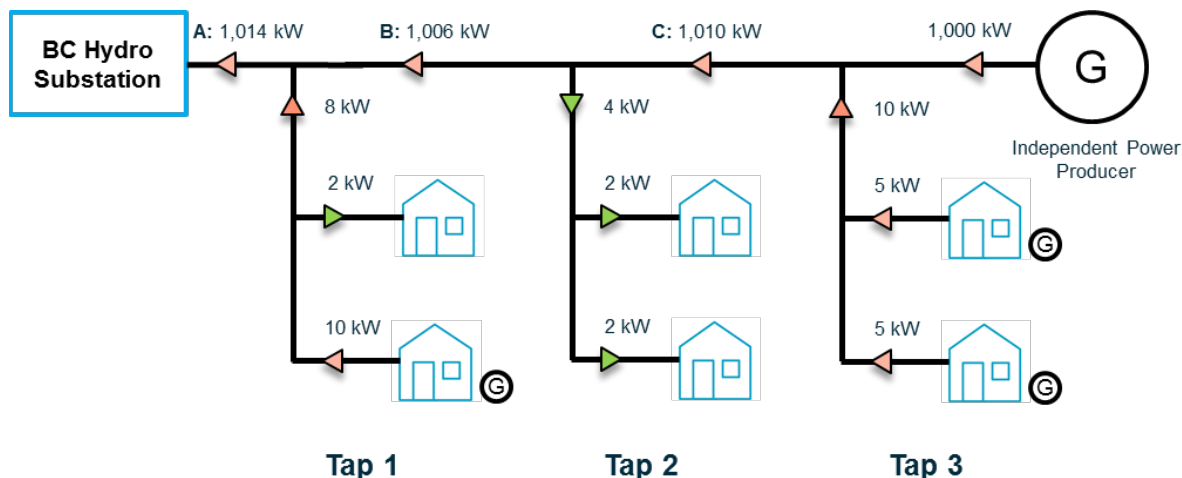 BC Hydro
Substation
A: 1,014 kW
B: 1,006 kW
C: 1,010 kW
1,000 kW
G
Independent Power
Producer
8 kW
4 kW
10 kW
2 kW
2 kW
5 kW
G
10 kW
2 kW
5 kW
G
G
Tap 1
Tap 2
Tap 3